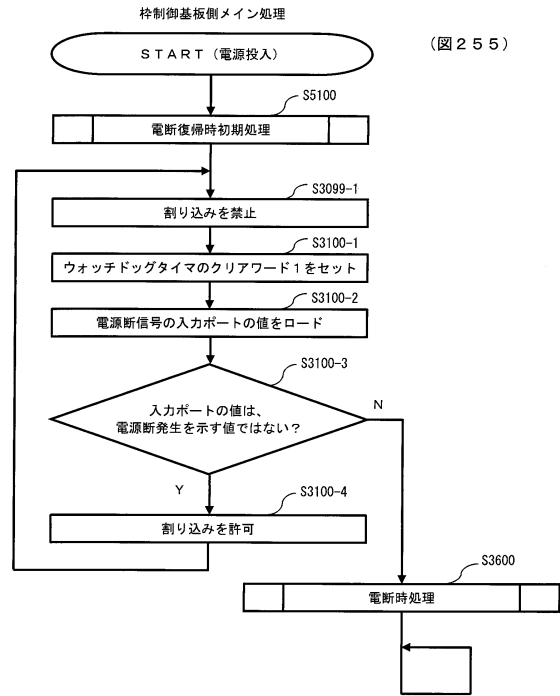 枠制御基板側メイン処理
（図２５５）
ＳＴＡＲＴ（電源投入）
S5100
電断復帰時初期処理
S3099-1
割り込みを禁止
S3100-1
ウォッチドッグタイマのクリアワード１をセット
S3100-2
電源断信号の入力ポートの値をロード
S3100-3
入力ポートの値は、
電源断発生を示す値ではない？
N
Y
S3100-4
割り込みを許可
S3600
電断時処理